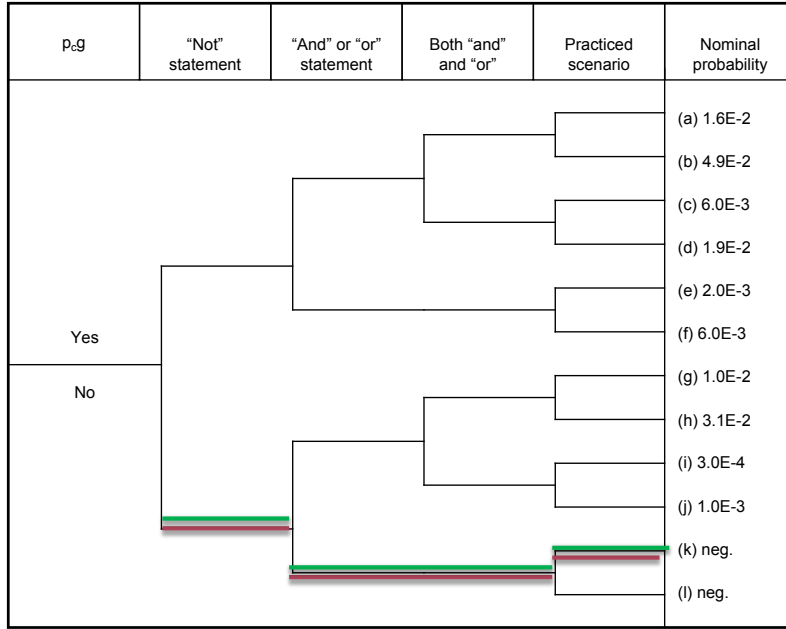 pcg
“Not” statement
“And” or “or” statement
Both “and” and “or”
Practiced scenario
Nominal probability
(a) 1.6E-2
(b) 4.9E-2
(c) 6.0E-3
(d) 1.9E-2
(e) 2.0E-3
Yes
(f) 6.0E-3
No
(g) 1.0E-2
(h) 3.1E-2
(i) 3.0E-4
(j) 1.0E-3
(k) neg.
(l) neg.